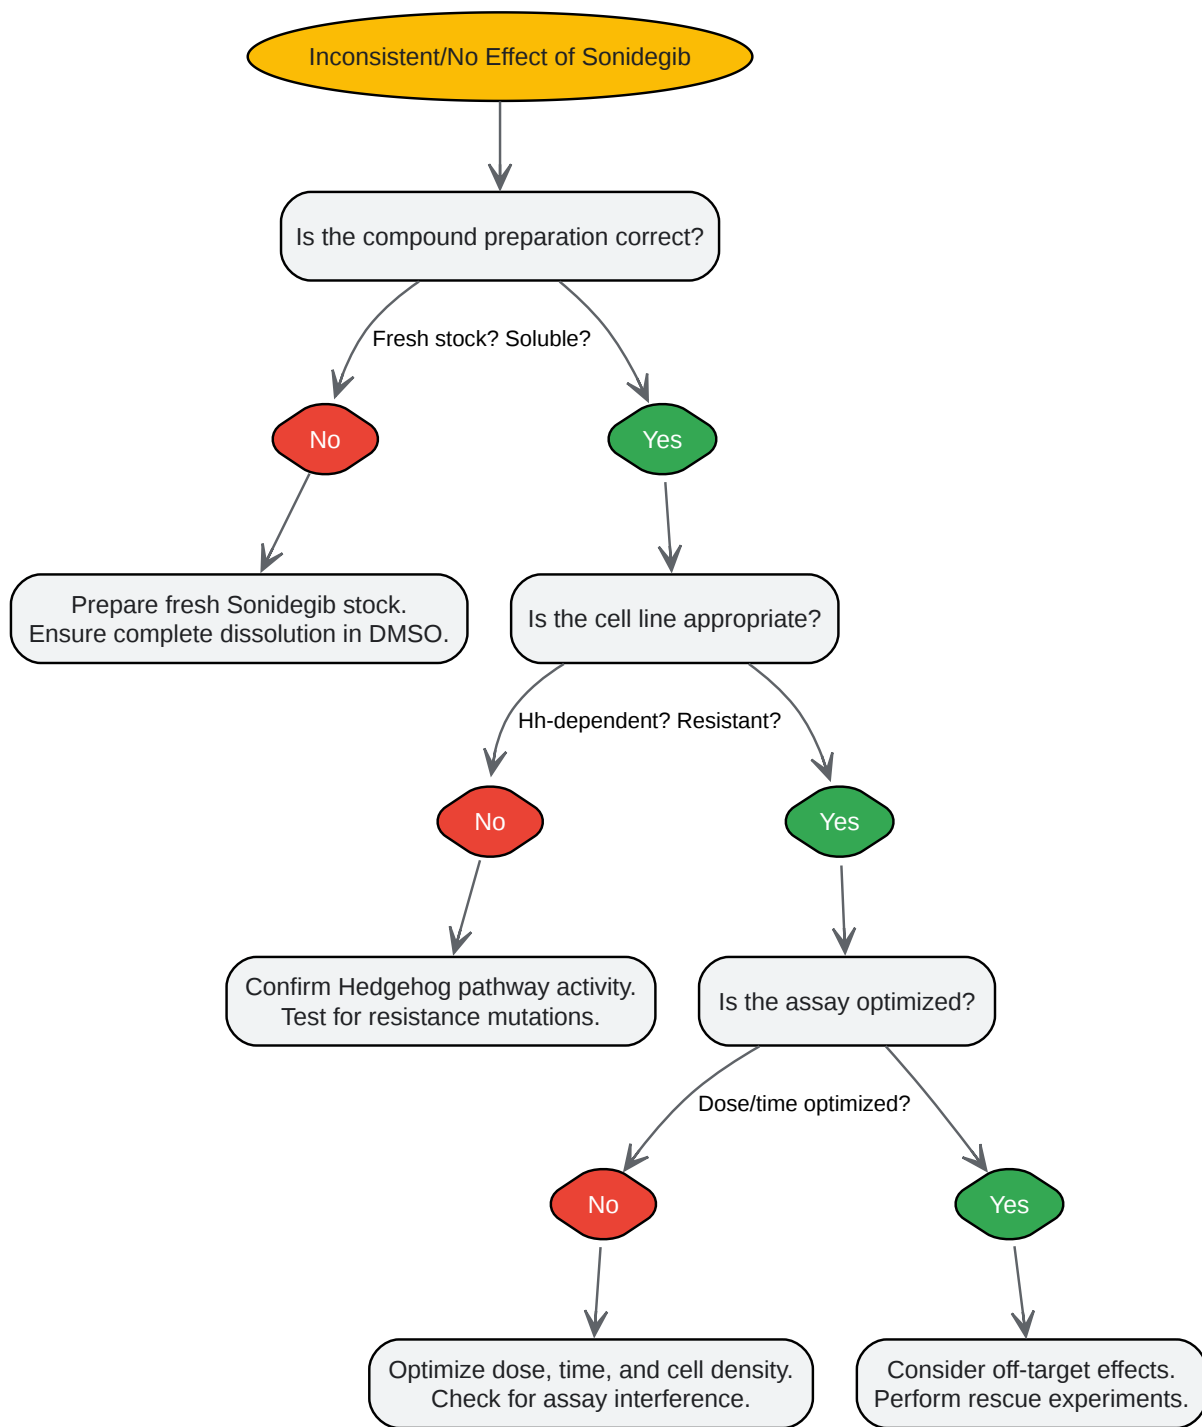 Inconsistent/No Effect of Sonidegib
Is the compound preparation correct?
Fresh stock? Soluble?
No
Yes
Prepare fresh Sonidegib stock.
Ensure complete dissolution in DMSO.
Is the cell line appropriate?
Hh-dependent? Resistant?
No
Yes
Confirm Hedgehog pathway activity.
Test for resistance mutations.
Is the assay optimized?
Dose/time optimized?
No
Yes
Optimize dose, time, and cell density.
Check for assay interference.
Consider off-target effects.
Perform rescue experiments.